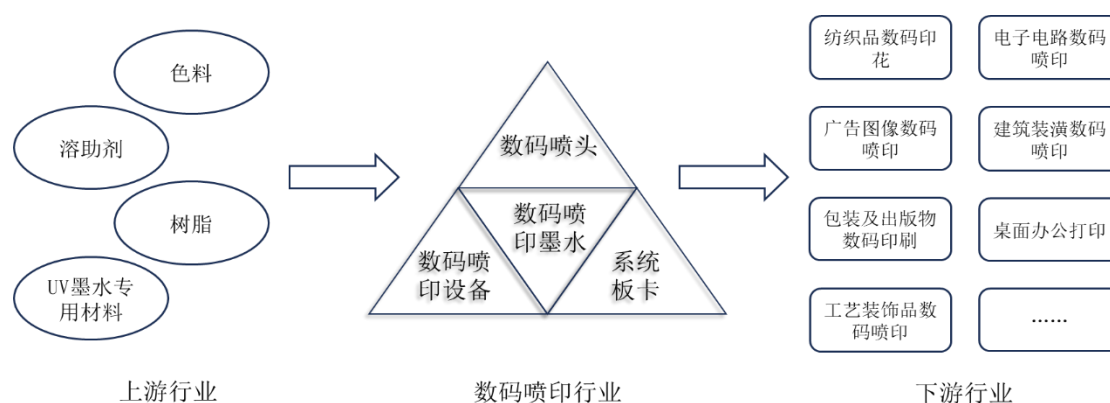 色料
溶助剂
树脂
UV墨水专
用材料
上游行业
数码喷头
数码喷
印墨水
数码喷
印设备
系统
板卡
数码喷印行业
纺织品数码印
花
电子电路数码
喷印
广告图像数码
喷印
建筑装潢数码
喷印
包装及出版物
数码印刷
桌面办公打印
工艺装饰品数
码喷印
……
下游行业